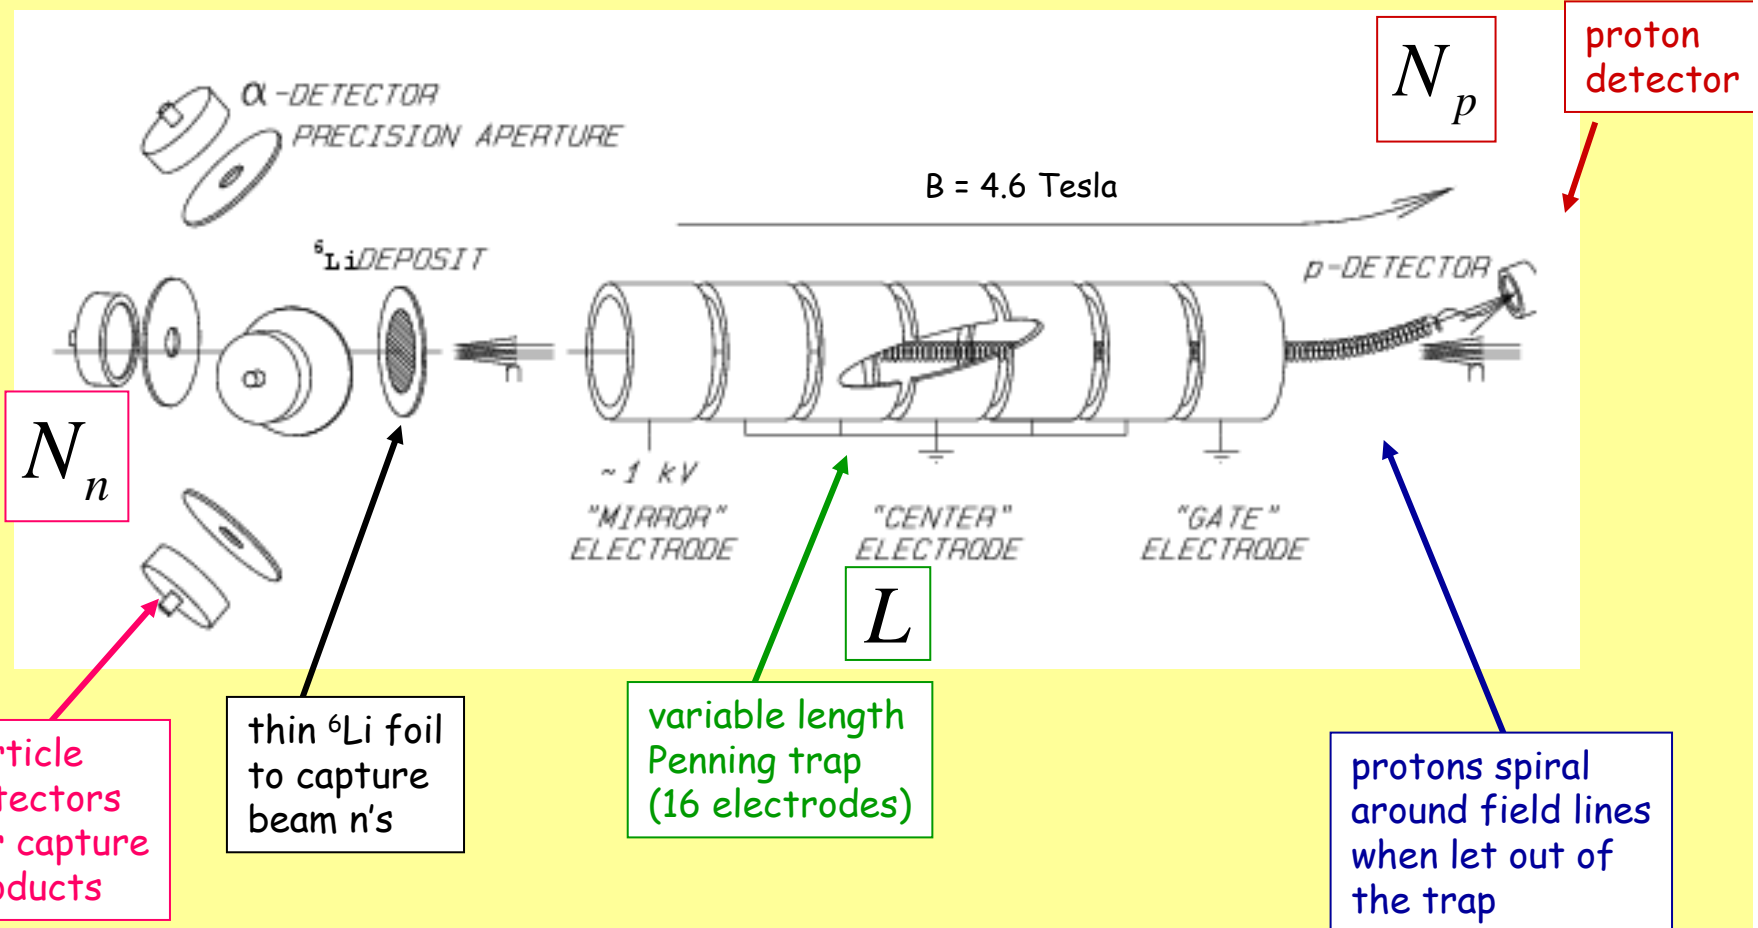 N p
proton
detector
α-DETECTOR
PRECISION APERTURE
B = 4.6 Tesla
⁶Li DEPOSIT
p-DETECTOR
n
n
N n
~ 1 kV
"MIRROR"
ELECTRODE
"CENTER"
ELECTRODE
"GATE"
ELECTRODE
L
thin ⁶Li foil
to capture
beam n's
variable length
Penning trap
(16 electrodes)
protons spiral
around field lines
when let out of
the trap
rticle
tectors
r capture
oducts